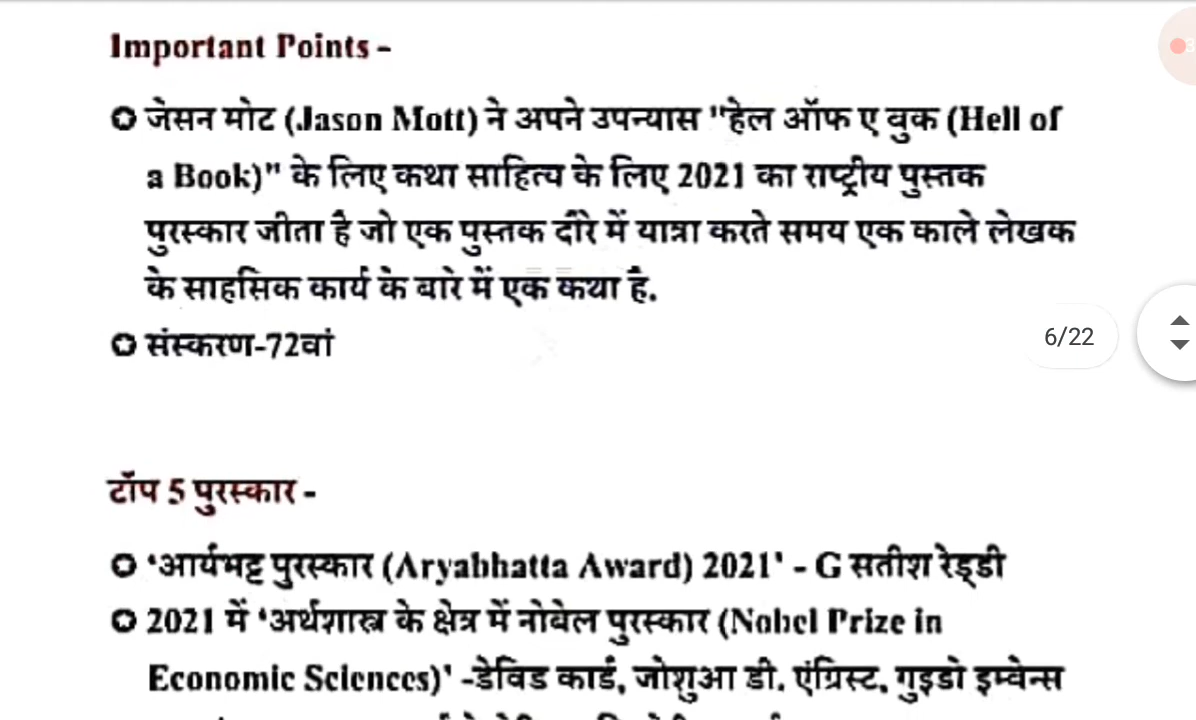 Important Points -
✪ जेसन मोट (Jason Mott) ने अपने उपन्यास "हेल ऑफ ए बुक (Hell of
a Book)" के लिए कथा साहित्य के लिए 2021 का राष्ट्रीय पुस्तक
पुरस्कार जीता है जो एक पुस्तक दौरे में यात्रा करते समय एक काले लेखक
के साहसिक कार्य के बारे में एक कथा है.
✪ संस्करण-72वां
6/22
टॉप 5 पुरस्कार -
✪ 'आर्यभट्ट पुरस्कार (Aryabhatta Award) 2021' - G सतीश रेड्डी
✪ 2021 में 'अर्थशास्त्र के क्षेत्र में नोबेल पुरस्कार (Nobel Prize in
Economic Sciences)' -डेविड कार्ड, जोशुआ डी. एंग्रिस्ट, गुइडो इम्बेन्स